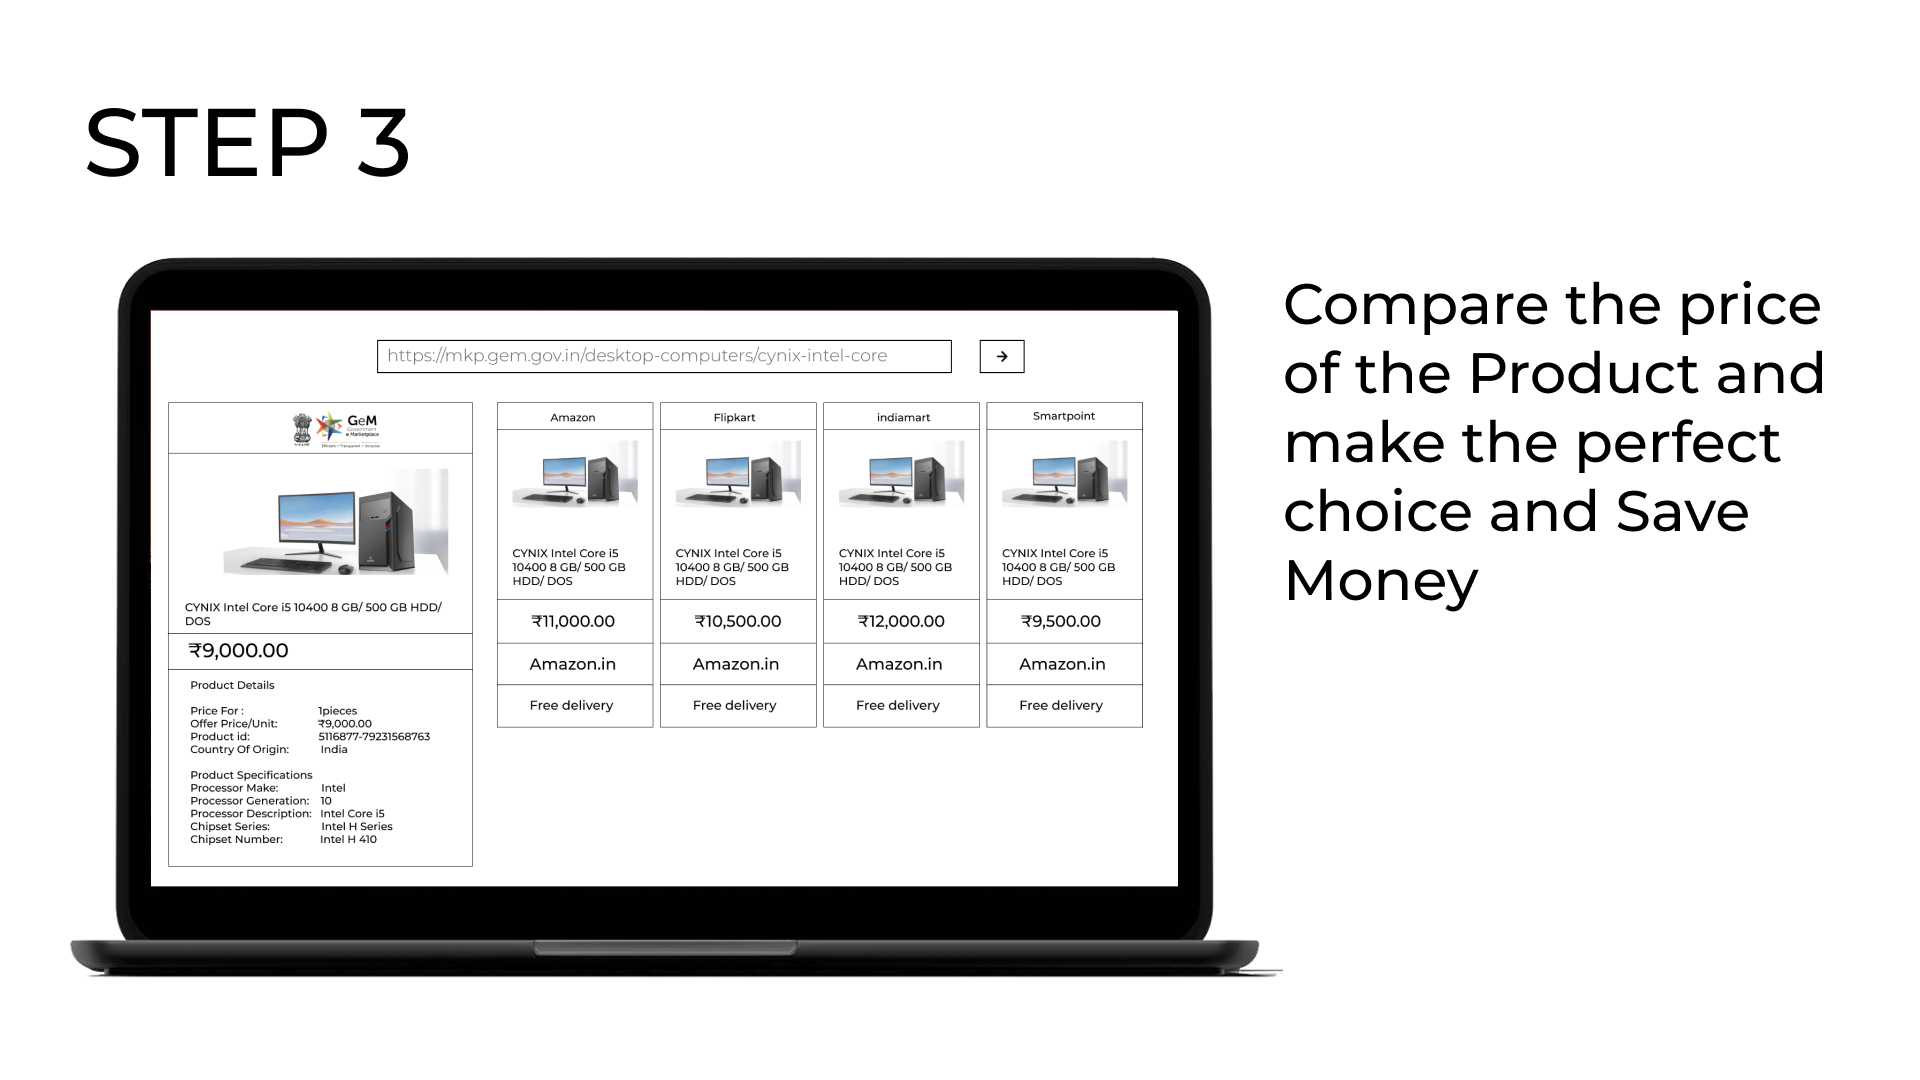 STEP 3
Compare the price
of the Product and
make the perfect
choice and Save
Money
https://mkp.gem.gov.in/desktop-computers/cynix-intel-core
GeM
Government
e Marketplace
Efficient • Transparent • Inclusive
CYNIX Intel Core i5 10400 8 GB/ 500 GB HDD/
DOS
₹9,000.00
Product Details
Price For : 1pieces
Offer Price/Unit: ₹9,000.00
Product id: 5116877-79231568763
Country Of Origin: India
Product Specifications
Processor Make: Intel
Processor Generation: 10
Processor Description: Intel Core i5
Chipset Series: Intel H Series
Chipset Number: Intel H 410
Amazon
CYNIX Intel Core i5
10400 8 GB/ 500 GB
HDD/ DOS
₹11,000.00
Amazon.in
Free delivery
Flipkart
CYNIX Intel Core i5
10400 8 GB/ 500 GB
HDD/ DOS
₹10,500.00
Amazon.in
Free delivery
indiamart
CYNIX Intel Core i5
10400 8 GB/ 500 GB
HDD/ DOS
₹12,000.00
Amazon.in
Free delivery
Smartpoint
CYNIX Intel Core i5
10400 8 GB/ 500 GB
HDD/ DOS
₹9,500.00
Amazon.in
Free delivery